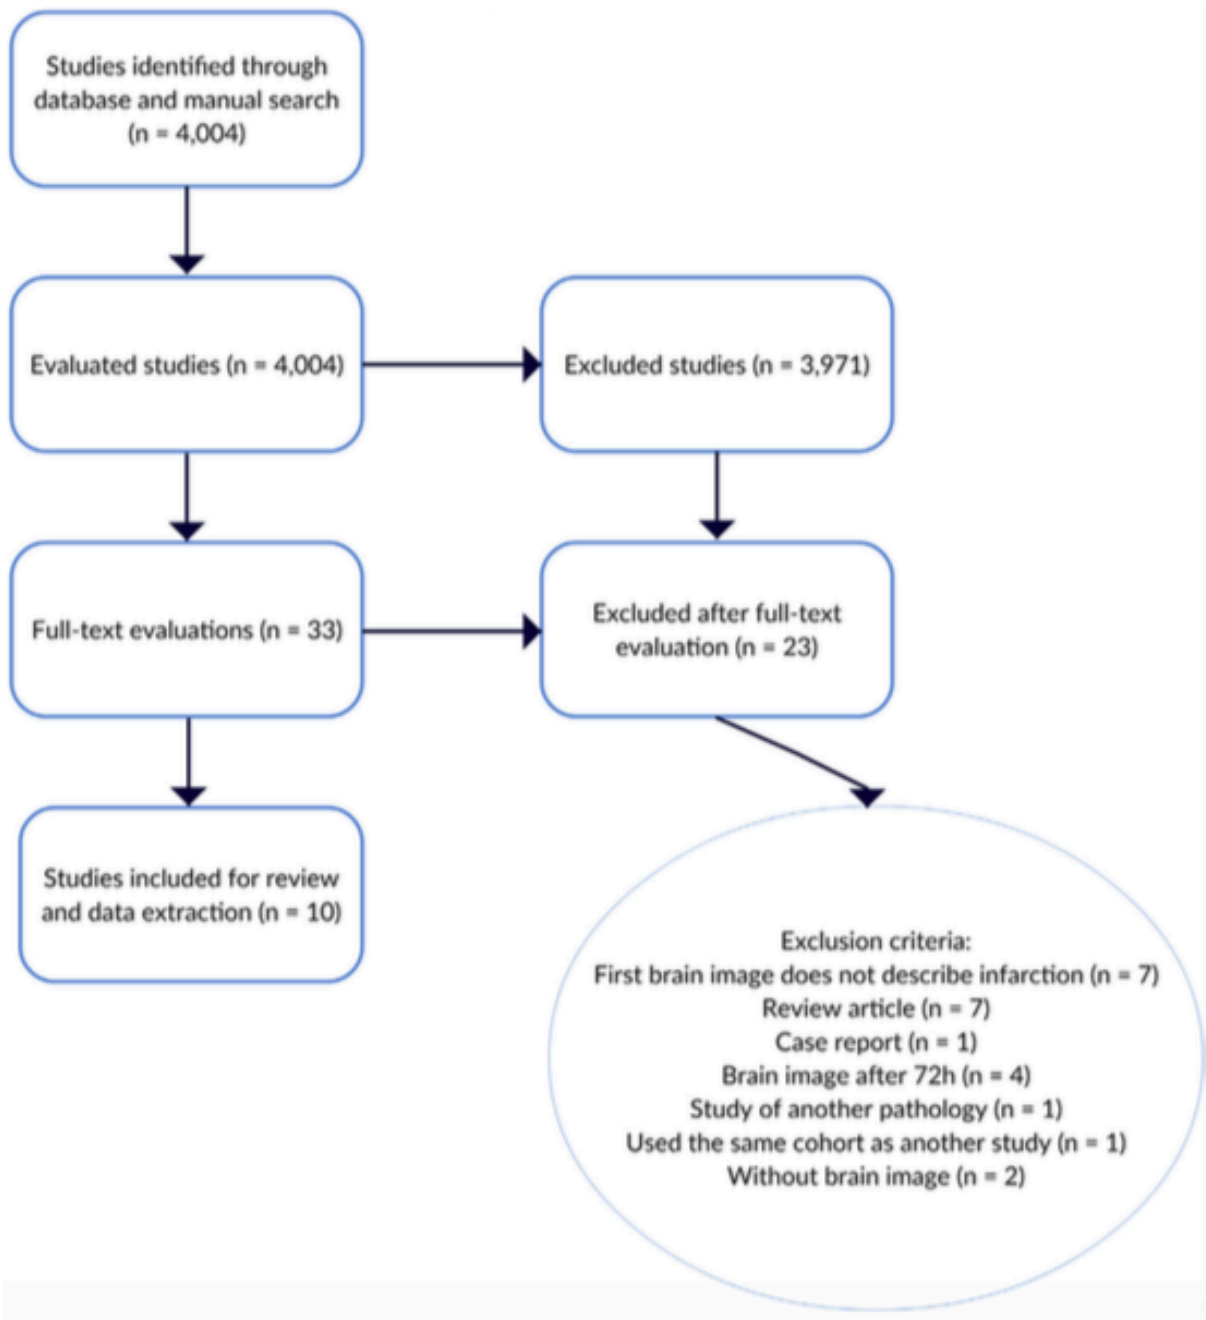 Studies identified through
database and manual search
(n = 4,004)
Evaluated studies (n = 4,004)
Excluded studies (n = 3,971)
Full-text evaluations (n = 33)
Excluded after full-text
evaluation (n = 23)
Studies included for review
and data extraction (n = 10)
Exclusion criteria:
First brain image does not describe infarction (n = 7)
Review article (n = 7)
Case report (n = 1)
Brain image after 72h (n = 4)
Study of another pathology (n = 1)
Used the same cohort as another study (n = 1)
Without brain image (n = 2)